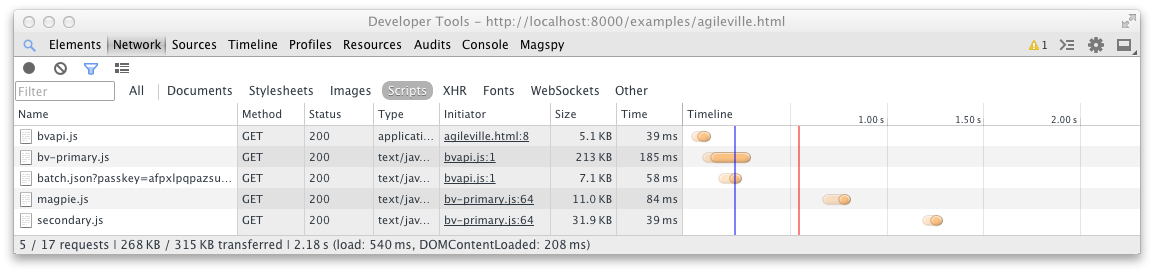 Developer Tools - http://localhost:8000/examples/agileville.html
Elements Network Sources Timeline Profiles Resources Audits Console Magspy 1
Filter All Documents Stylesheets Images Scripts XHR Fonts WebSockets Other
Name Method Status Type Initiator Size Time Timeline 1.00 s 1.50 s 2.00 s
bvapi.js GET 200 applicati... agileville.html:8 5.1 KB 39 ms
bv-primary.js GET 200 text/jav... bvapi.js:1 213 KB 185 ms
batch.json?passkey=afpxlpqpazsu... GET 200 text/jav... bvapi.js:1 7.1 KB 58 ms
magpie.js GET 200 text/jav... bv-primary.js:64 11.0 KB 84 ms
secondary.js GET 200 text/jav... bv-primary.js:64 31.9 KB 39 ms
5 / 17 requests | 268 KB / 315 KB transferred | 2.18 s (load: 540 ms, DOMContentLoaded: 208 ms)